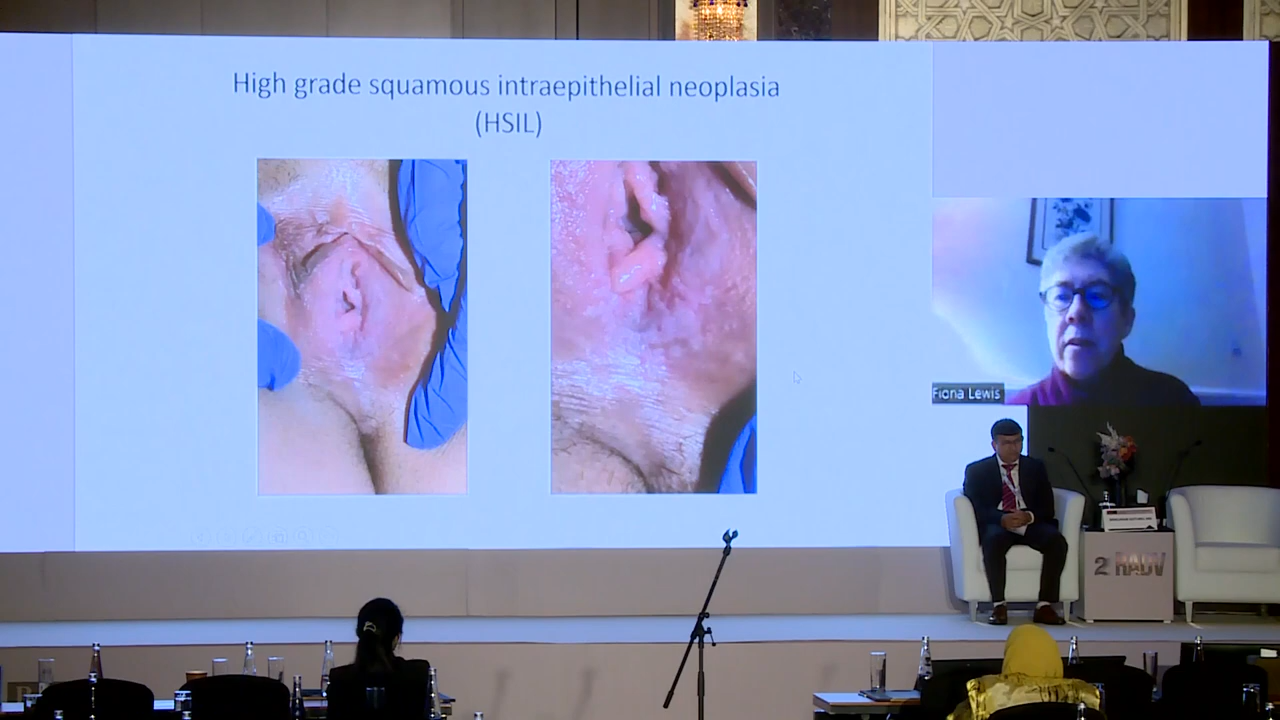 High grade squamous intraepithelial neoplasia
(HSIL)
Fiona Lewis
2
RADV